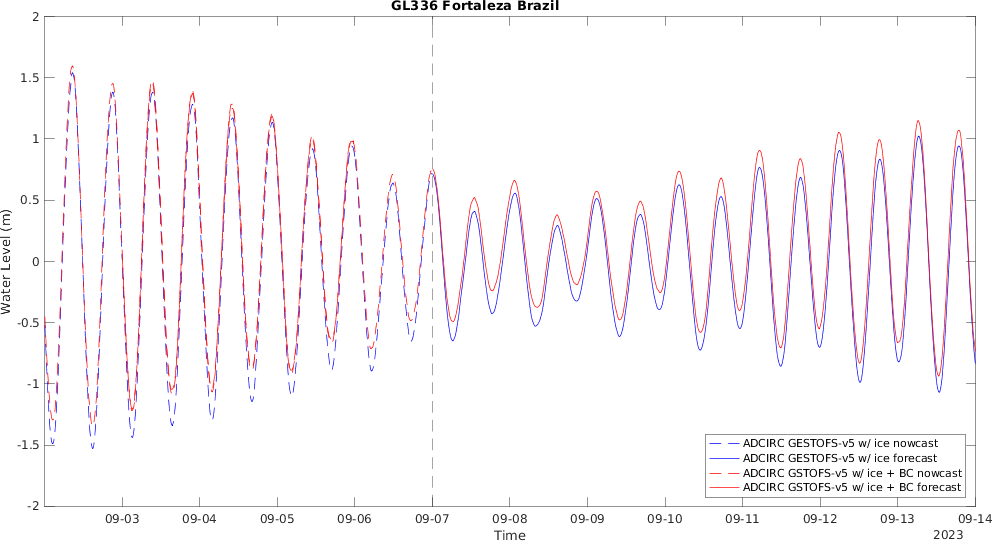 GL336 Fortaleza Brazil
2
1.5
1
0.5
0
-0.5
-1
-1.5
-2
Water Level (m)
ADCIRC GESTOFS-v5 w/ ice nowcast
ADCIRC GESTOFS-v5 w/ ice forecast
ADCIRC GSTOFS-v5 w/ ice + BC nowcast
ADCIRC GSTOFS-v5 w/ ice + BC forecast
09-03 09-04 09-05 09-06 09-07 09-08 09-09 09-10 09-11 09-12 09-13 09-14
Time
2023